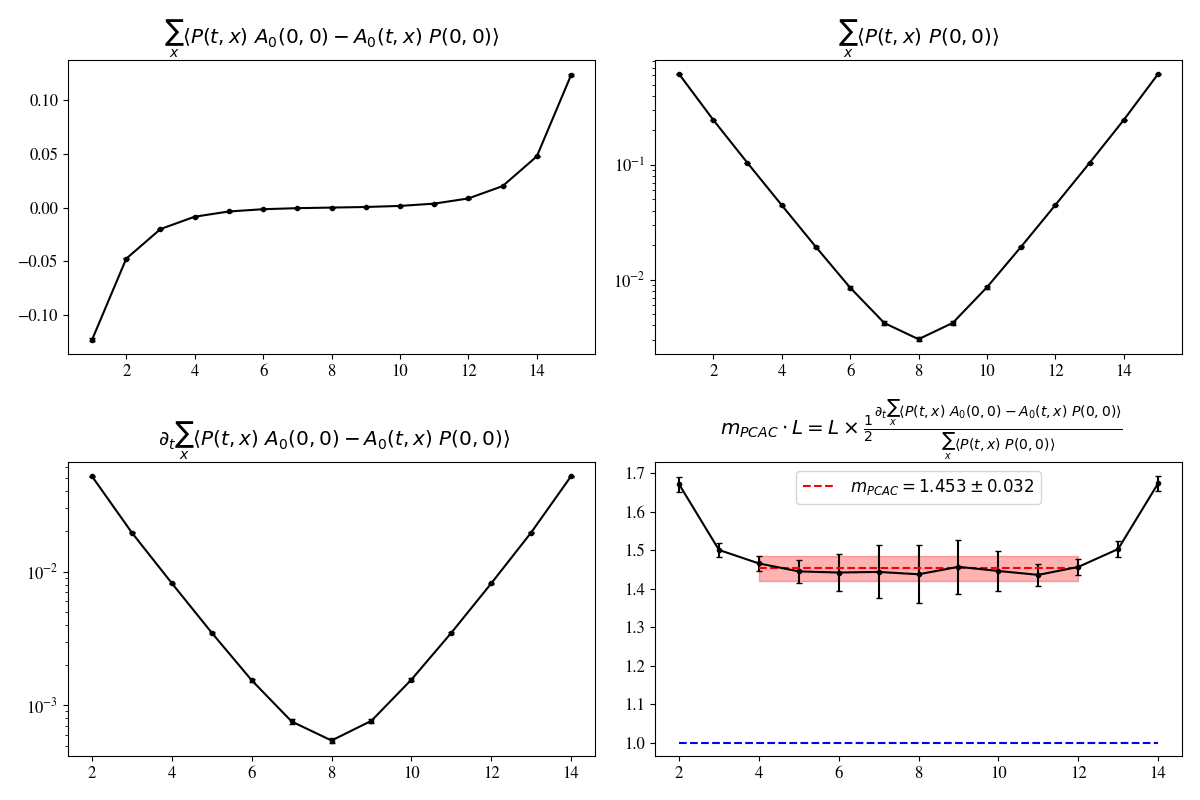 ∑ₓ⟨P(t, x) A₀(0, 0) − A₀(t, x) P(0, 0)⟩
0.10
0.05
0.00
−0.05
−0.10
2 4 6 8 10 12 14
∑ₓ⟨P(t, x) P(0, 0)⟩
10⁻¹
10⁻²
2 4 6 8 10 12 14
∂ₜ∑ₓ⟨P(t, x) A₀(0, 0) − A₀(t, x) P(0, 0)⟩
10⁻²
10⁻³
2 4 6 8 10 12 14
m_PCAC · L = L × 1/2 ∂ₜ∑ₓ⟨P(t, x) A₀(0, 0) − A₀(t, x) P(0, 0)⟩ / ∑ₓ⟨P(t, x) P(0, 0)⟩
1.7
1.6
1.5
1.4
1.3
1.2
1.1
1.0
m_PCAC = 1.453 ± 0.032
2 4 6 8 10 12 14